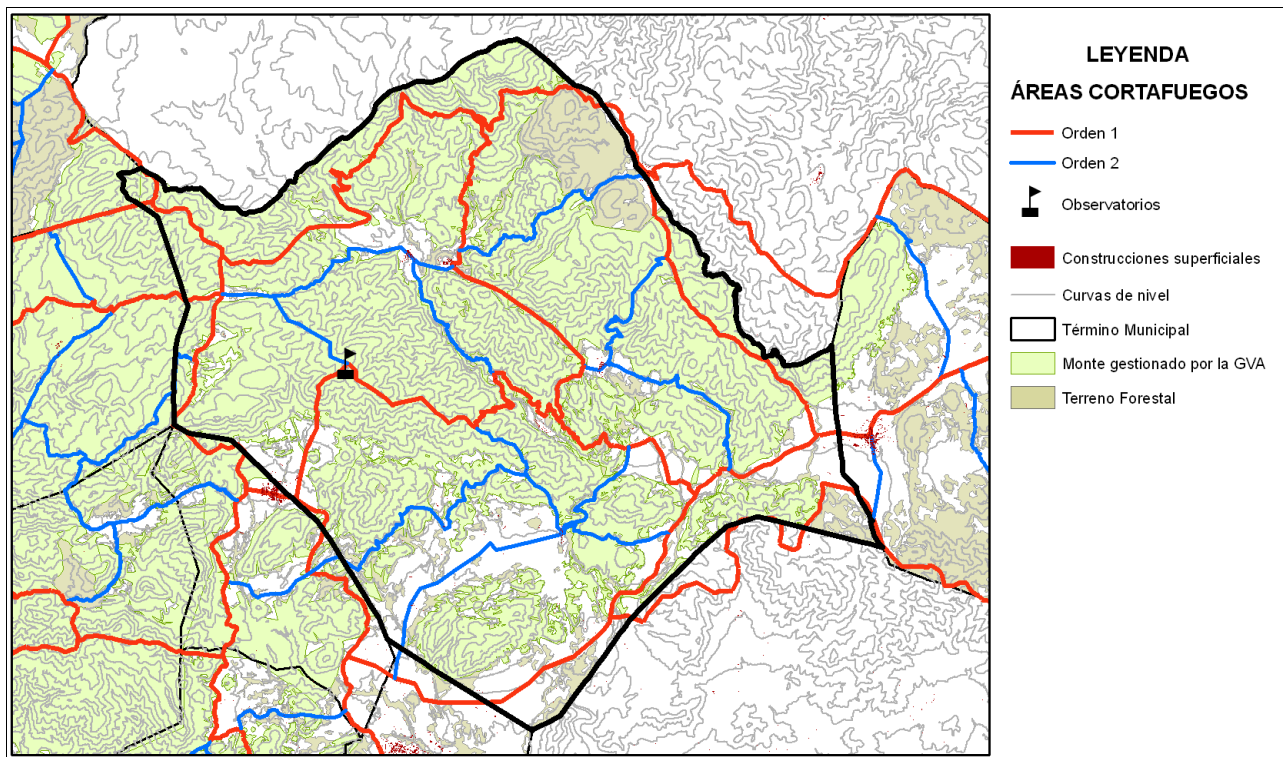 LEYENDA
ÁREAS CORTAFUEGOS
Orden 1
Orden 2
Observatorios
Construcciones superficiales
Curvas de nivel
Término Municipal
Monte gestionado por la GVA
Terreno Forestal